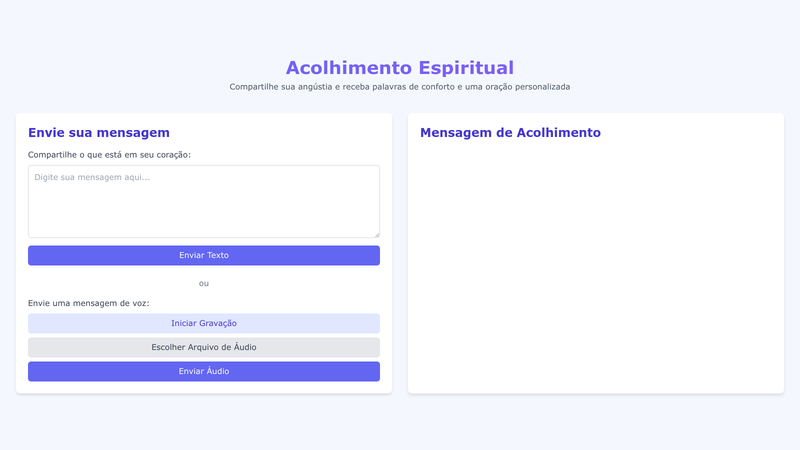 Acolhimento Espiritual
Compartilhe sua angústia e receba palavras de conforto e uma oração personalizada
Envie sua mensagem
Compartilhe o que está em seu coração:
Digite sua mensagem aqui...
Enviar Texto
ou
Envie uma mensagem de voz:
Iniciar Gravação
Escolher Arquivo de Áudio
Enviar Áudio
Mensagem de Acolhimento